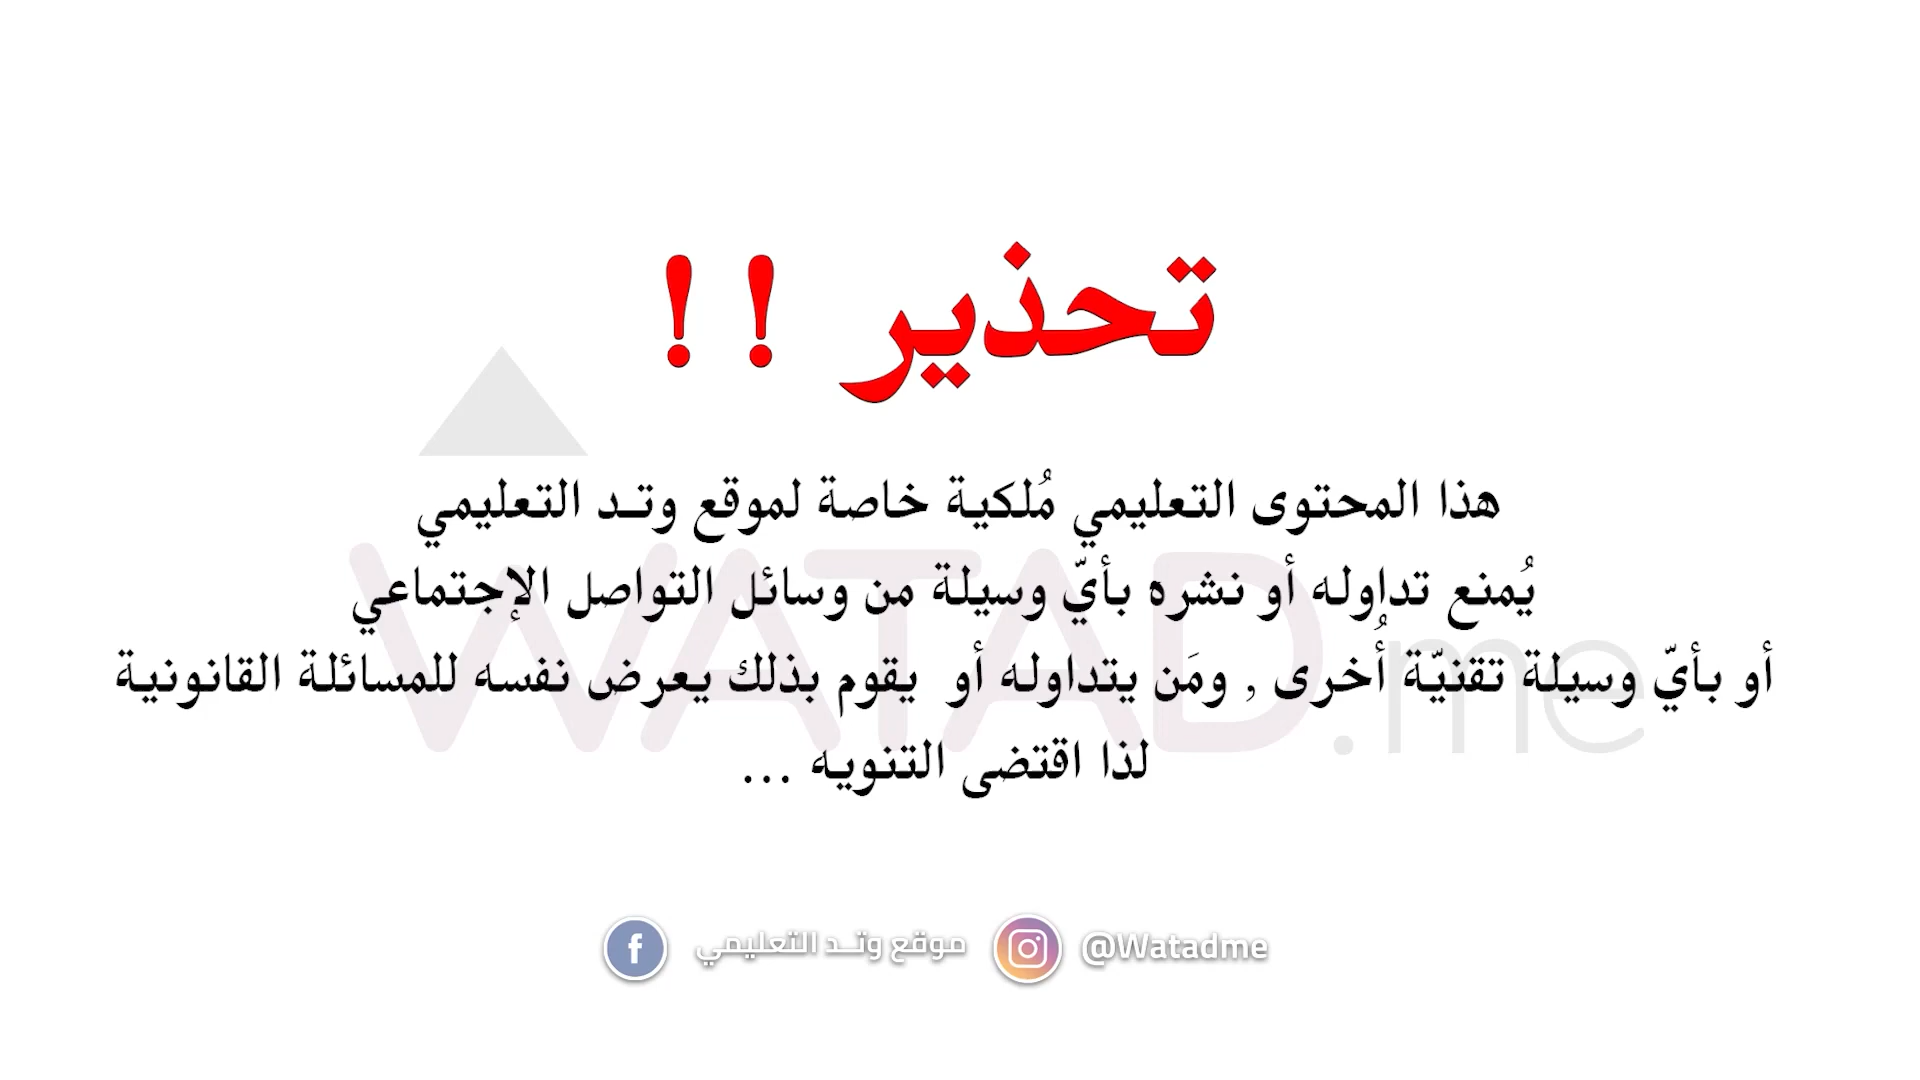 تحذير ! !
هذا المحتوى التعليمي مُلكية خاصة لموقع وتـد التعليمي
يُمنع تداوله أو نشره بأيّ وسيلة من وسائل التواصل الإجتماعي
أو بأيّ وسيلة تقنيّة أُخرى , ومَن يتداوله أو يقوم بذلك يعرض نفسه للمسائلة القانونية
لذا اقتضى التنويه ...
WATAD.me
موقع وتـد التعليمي @Watadme